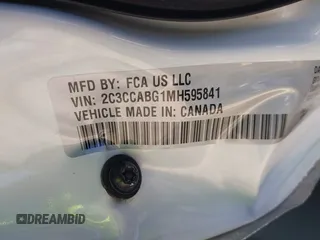 MFD BY: FCA US LLC
VIN: 2C3CCABG1MH595841
VEHICLE MADE IN: CANADA
DREAMBID